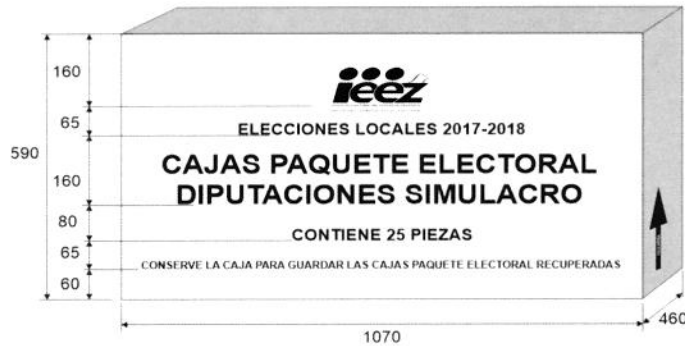 ieez
ELECCIONES LOCALES 2017-2018
CAJAS PAQUETE ELECTORAL
DIPUTACIONES SIMULACRO
CONTIENE 25 PIEZAS
CONSERVE LA CAJA PARA GUARDAR LAS CAJAS PAQUETE ELECTORAL RECUPERADAS
590
160
65
160
80
65
60
1070
460